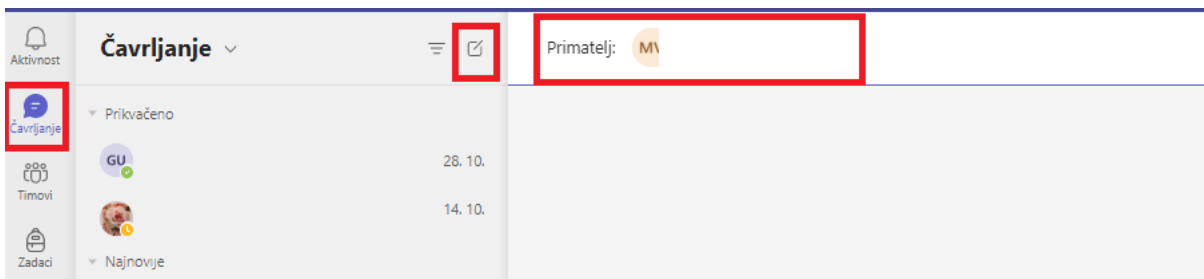 Aktivnost
Čavrljanje
Timovi
Zadaci
Čavrljanje
Prikvačeno
GU
28. 10.
14. 10.
Najnovije
Primatelj: